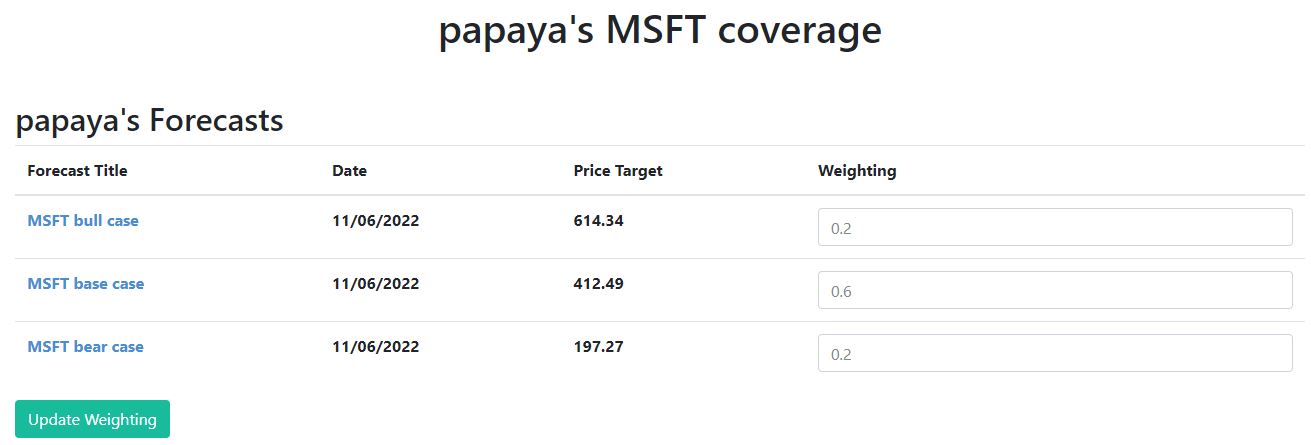 papaya's MSFT coverage
papaya's Forecasts
Forecast Title Date Price Target Weighting
MSFT bull case 11/06/2022 614.34 0.2
MSFT base case 11/06/2022 412.49 0.6
MSFT bear case 11/06/2022 197.27 0.2
Update Weighting